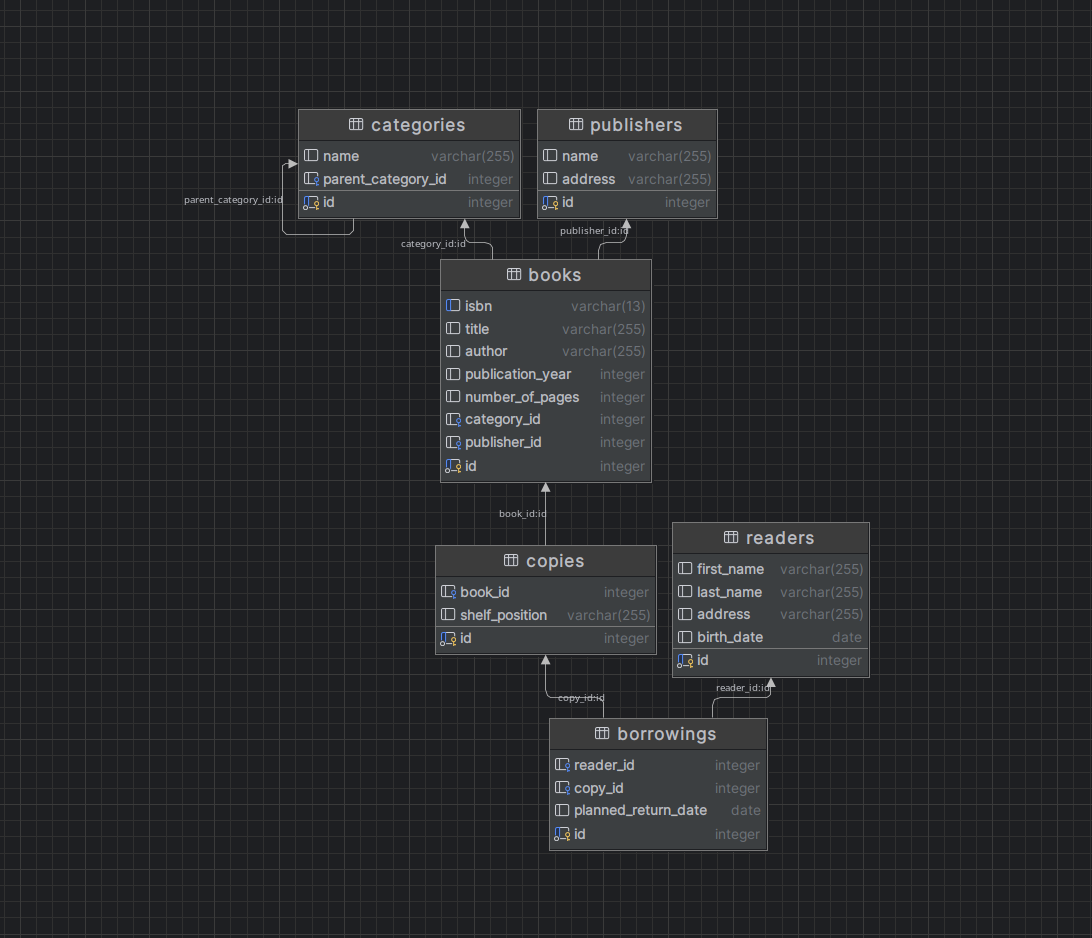 categories
name varchar(255)
parent_category_id integer
id integer
parent_category_id:id
publishers
name varchar(255)
address varchar(255)
id integer
category_id:id
publisher_id:id
books
isbn varchar(13)
title varchar(255)
author varchar(255)
publication_year integer
number_of_pages integer
category_id integer
publisher_id integer
id integer
book_id:id
copies
book_id integer
shelf_position varchar(255)
id integer
readers
first_name varchar(255)
last_name varchar(255)
address varchar(255)
birth_date date
id integer
copy_id:id
reader_id:id
borrowings
reader_id integer
copy_id integer
planned_return_date date
id integer